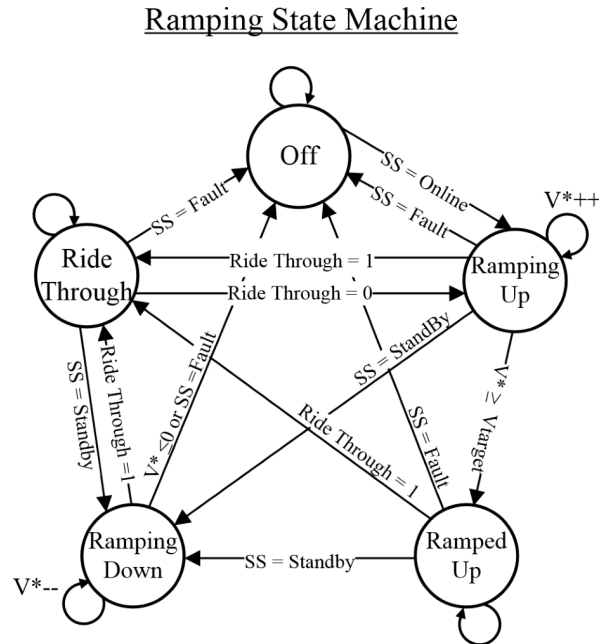 Ramping State Machine
Off
SS = Online
SS = Fault
SS = Fault
V*++
Ride
Through
Ride Through = 1
Ride Through = 0
Ramping
Up
SS = StandBy
SS = Standby
Ride Through =1
V* <0 or SS =Fault
Ride Through = 1
SS = Fault
V* ≥ Vtarget
Ramping
Down
SS = Standby
Ramped
Up
V*--